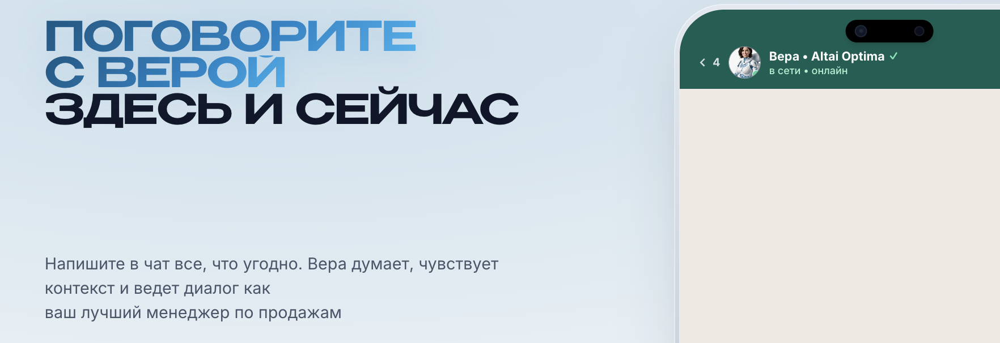 ПОГОВОРИТЕ
С ВЕРОЙ
ЗДЕСЬ И СЕЙЧАС
Напишите в чат все, что угодно. Вера думает, чувствует
контекст и ведет диалог как
ваш лучший менеджер по продажам
4
Вера • Altai Optima ✓
в сети • онлайн